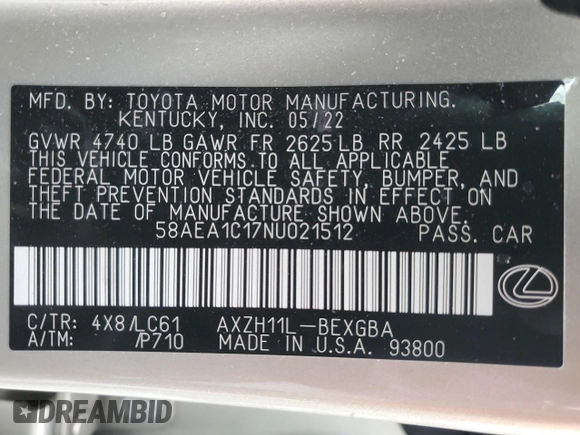 MFD. BY: TOYOTA MOTOR MANUFACTURING.
KENTUCKY, INC. 05/22
GVWR 4740 LB GAWR FR 2625 LB RR 2425 LB
THIS VEHICLE CONFORMS TO ALL APPLICABLE
FEDERAL MOTOR VEHICLE SAFETY, BUMPER, AND
THEFT PREVENTION STANDARDS IN EFFECT ON
THE DATE OF MANUFACTURE SHOWN ABOVE.
58AEA1C17NU021512 PASS. CAR
C/TR: 4X8/LC61 AXZH11L-BEXGBA
A/TM: /P710 MADE IN U.S.A. 93800
DREAMBID